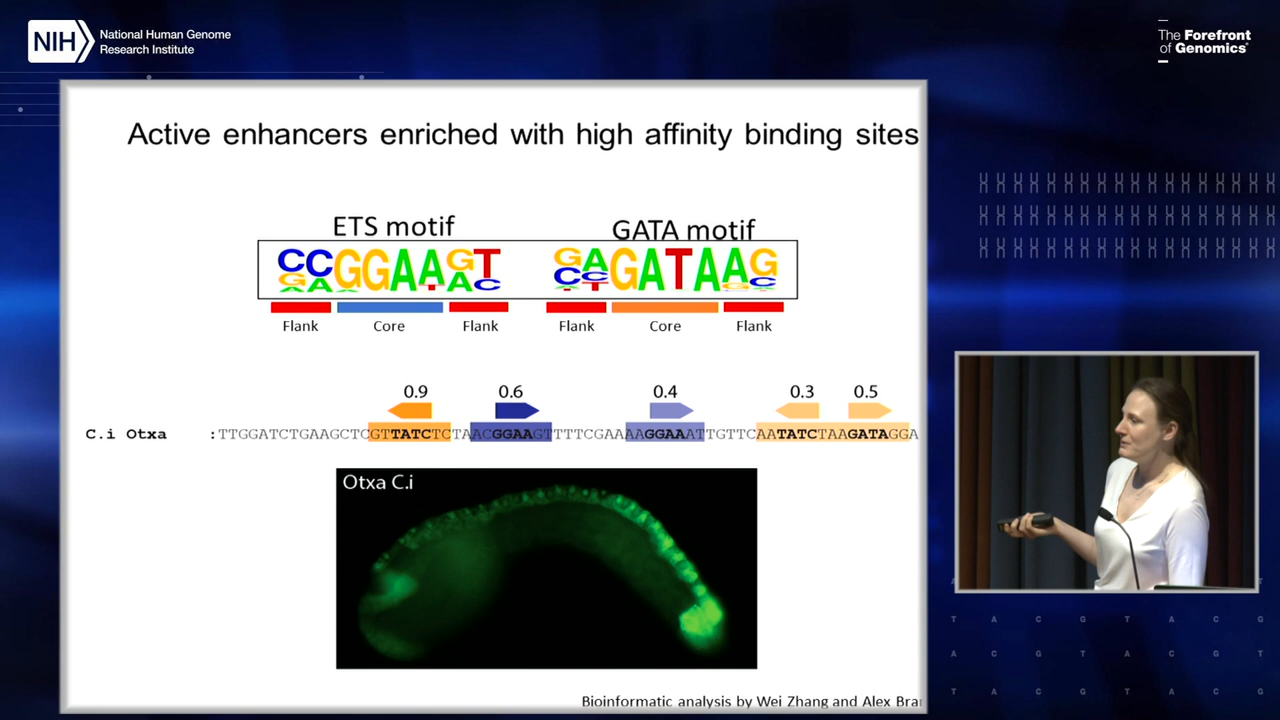 NIH
National Human Genome
Research Institute
The Forefront
of Genomics®
Active enhancers enriched with high affinity binding sites
ETS motif
GATA motif
CCGGAAGT
GAGATAAG
Flank
Core
Flank
Flank
Core
Flank
0.9
0.6
0.4
0.3
0.5
C.i Otxa :TTGGATCTGAAGCTCGTTATCTCTAACGGAAGTTTTCGAAAAGGAAATTGTTCAATATCTAAGATAGGA
Otxa C.i
Bioinformatic analysis by Wei Zhang and Alex
T A C G T A C G
A C G T A C G T
T A C G T A C G